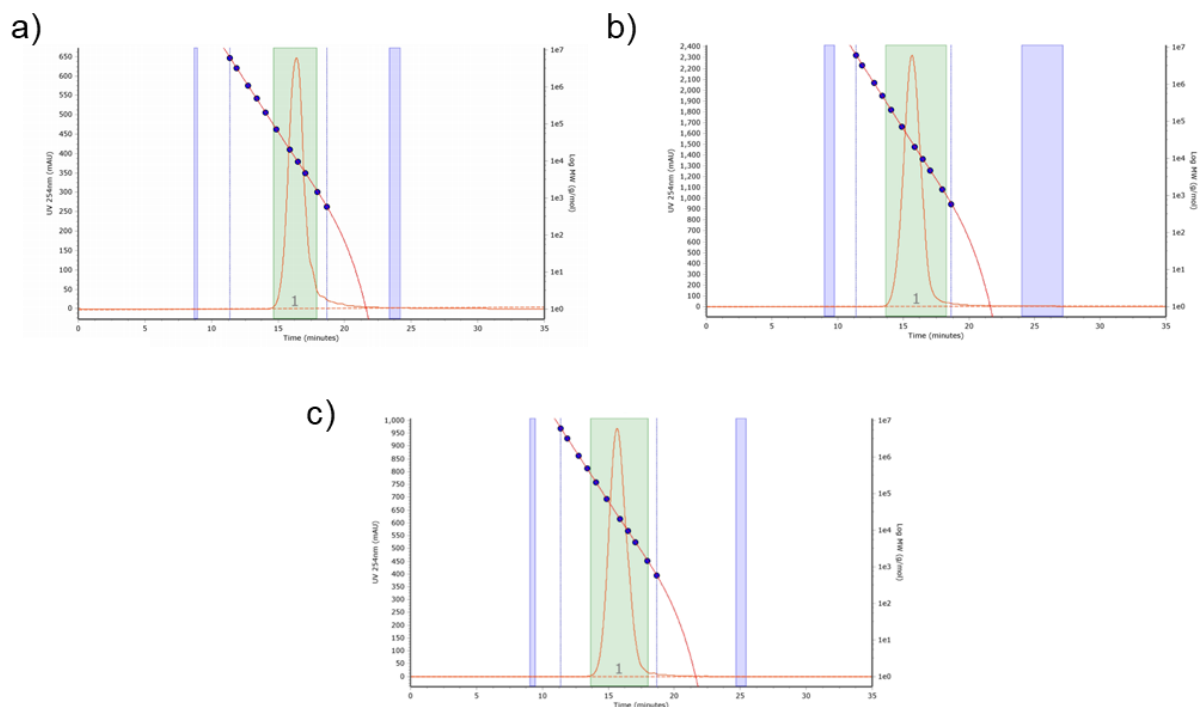 a)
650
600
550
500
450
400
350
300
250
200
150
100
50
0
UV 254nm (mAU)
1e7
1e6
1e5
1e4
1e3
1e2
1e1
1e0
Log MW (g/mol)
1
0
5
10
15
20
25
30
35
Time (minutes)
b)
2,400
2,300
2,200
2,100
2,000
1,900
1,800
1,700
1,600
1,500
1,400
1,300
1,200
1,100
1,000
900
800
700
600
500
400
300
200
100
0
UV 254nm (mAU)
1e7
1e6
1e5
1e4
1e3
1e2
1e1
1e0
Log MW (g/mol)
1
0
5
10
15
20
25
30
35
Time (minutes)
c)
1,000
950
900
850
800
750
700
650
600
550
500
450
400
350
300
250
200
150
100
50
0
UV 254nm (mAU)
1e7
1e6
1e5
1e4
1e3
1e2
1e1
1e0
Log MW (g/mol)
1
0
5
10
15
20
25
30
35
Time (minutes)